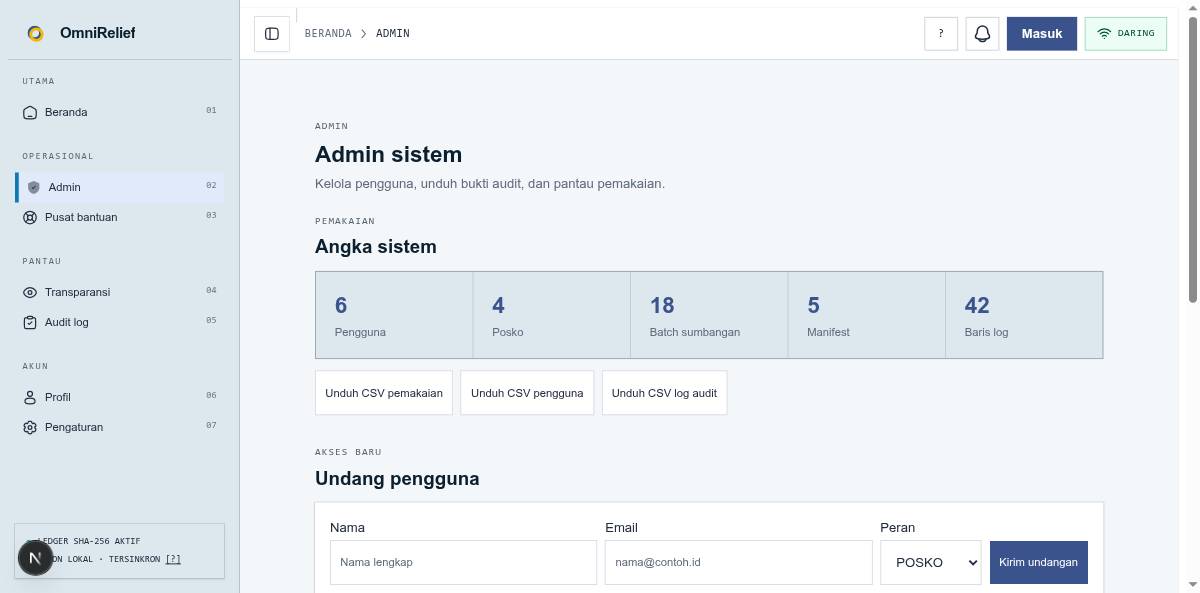 OmniRelief
UTAMA
Beranda 01
OPERASIONAL
Admin 02
Pusat bantuan 03
PANTAU
Transparansi 04
Audit log 05
AKUN
Profil 06
Pengaturan 07
LEDGER SHA-256 AKTIF
LOKAL · TERSINKRON [?]
N
BERANDA > ADMIN
?
Masuk
DARING
ADMIN
Admin sistem
Kelola pengguna, unduh bukti audit, dan pantau pemakaian.
PEMAKAIAN
Angka sistem
6 4 18 5 42
Pengguna Posko Batch sumbangan Manifest Baris log
Unduh CSV pemakaian Unduh CSV pengguna Unduh CSV log audit
AKSES BARU
Undang pengguna
Nama Email Peran
Nama lengkap nama@contoh.id POSKO Kirim undangan